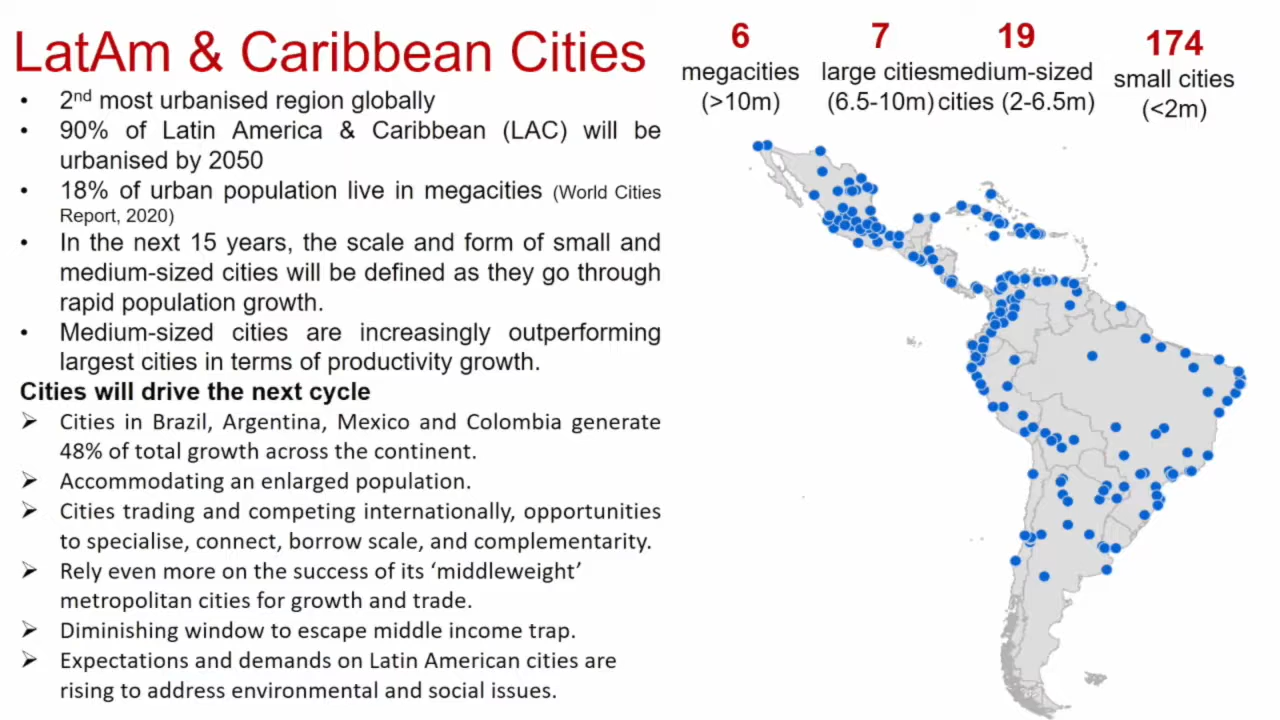 LatAm & Caribbean Cities
• 2nd most urbanised region globally
• 90% of Latin America & Caribbean (LAC) will be
urbanised by 2050
• 18% of urban population live in megacities (World Cities
Report, 2020)
• In the next 15 years, the scale and form of small and
medium-sized cities will be defined as they go through
rapid population growth.
• Medium-sized cities are increasingly outperforming
largest cities in terms of productivity growth.
Cities will drive the next cycle
➢ Cities in Brazil, Argentina, Mexico and Colombia generate
48% of total growth across the continent.
➢ Accommodating an enlarged population.
➢ Cities trading and competing internationally, opportunities
to specialise, connect, borrow scale, and complementarity.
➢ Rely even more on the success of its ‘middleweight’
metropolitan cities for growth and trade.
➢ Diminishing window to escape middle income trap.
➢ Expectations and demands on Latin American cities are
rising to address environmental and social issues.
6
megacities
(>10m)
7
large cities
(6.5-10m)
19
medium-sized
cities (2-6.5m)
174
small cities
(<2m)